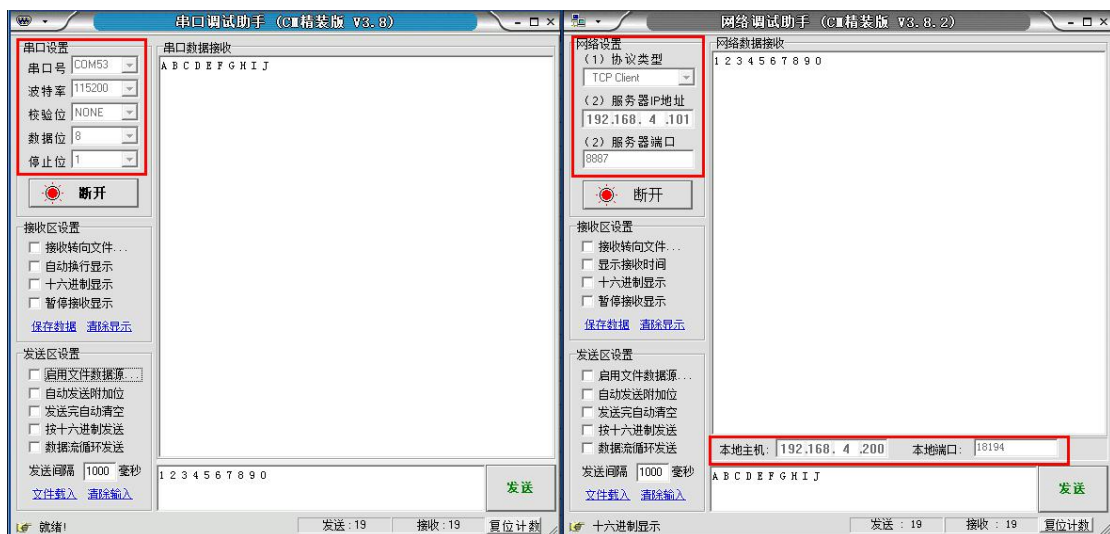 串口调试助手 (CM精装版 V3.8)
串口设置
串口号 COM53
波特率 115200
校验位 NONE
数据位 8
停止位 1
断开
接收区设置
接收转向文件...
自动换行显示
十六进制显示
暂停接收显示
保存数据 清除显示
发送区设置
启用文件数据源...
自动发送附加位
发送完自动清空
按十六进制发送
数据流循环发送
发送间隔 1000 毫秒
文件载入 清除输入
串口数据接收
A B C D E F G H I J
1 2 3 4 5 6 7 8 9 0
发送
就绪! 发送:19 接收:19 复位计数
网络调试助手 (CM精装版 V3.8.2)
网络设置
(1) 协议类型
TCP Client
(2) 服务器IP地址
192.168. 4 .101
(2) 服务器端口
8887
断开
接收区设置
接收转向文件...
显示接收时间
十六进制显示
暂停接收显示
保存数据 清除显示
发送区设置
启用文件数据源...
自动发送附加位
发送完自动清空
按十六进制发送
数据流循环发送
发送间隔 1000 毫秒
文件载入 清除输入
网络数据接收
1 2 3 4 5 6 7 8 9 0
本地主机: 192.168. 4 .200 本地端口: 18194
A B C D E F G H I J
发送
十六进制显示 发送 : 19 接收 : 19 复位计数